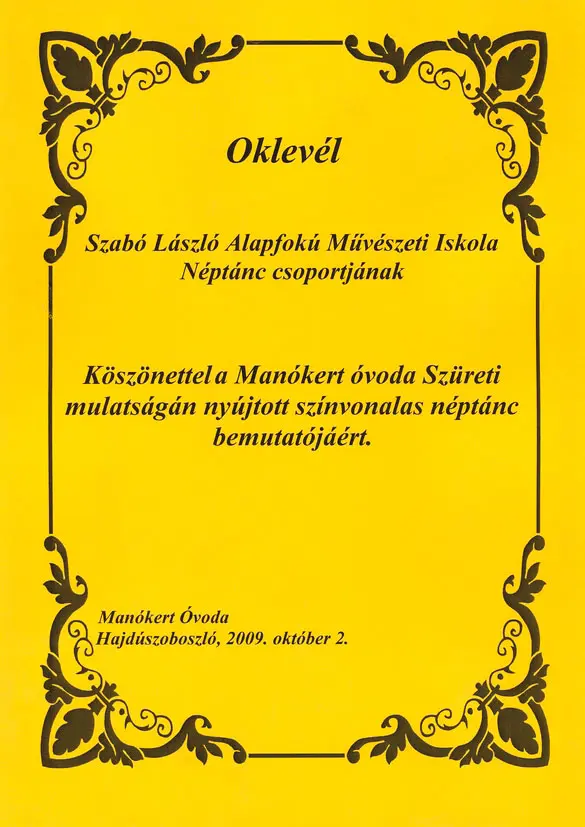 Oklevél
Szabó László Alapfokú Művészeti Iskola
Néptánc csoportjának
Köszönettel a Manókert óvoda Szüreti
mulatságán nyújtott színvonalas néptánc
bemutatójáért.
Manókert Óvoda
Hajdúszoboszló, 2009. október 2.